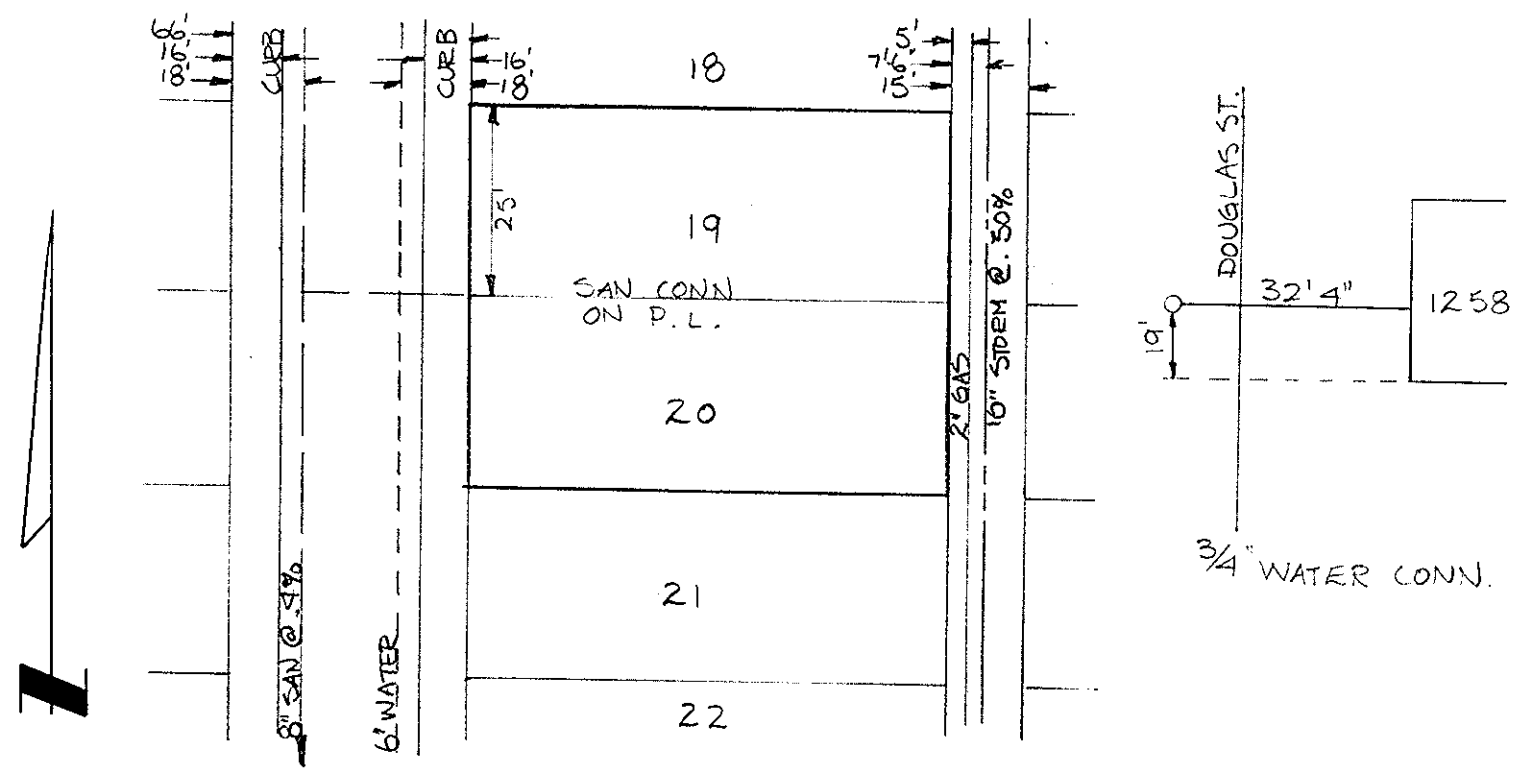 66'
16'
18'
CURB
CURB
16'
18'
18
5'
7'6"
15'
25'
19
SAN CONN
ON P.L.
20
21
22
8" SAN @ .4%
6" WATER
2" GAS
16" STORM @ .50%
DOUGLAS ST.
32'4"
19'
1258
3/4" WATER CONN.